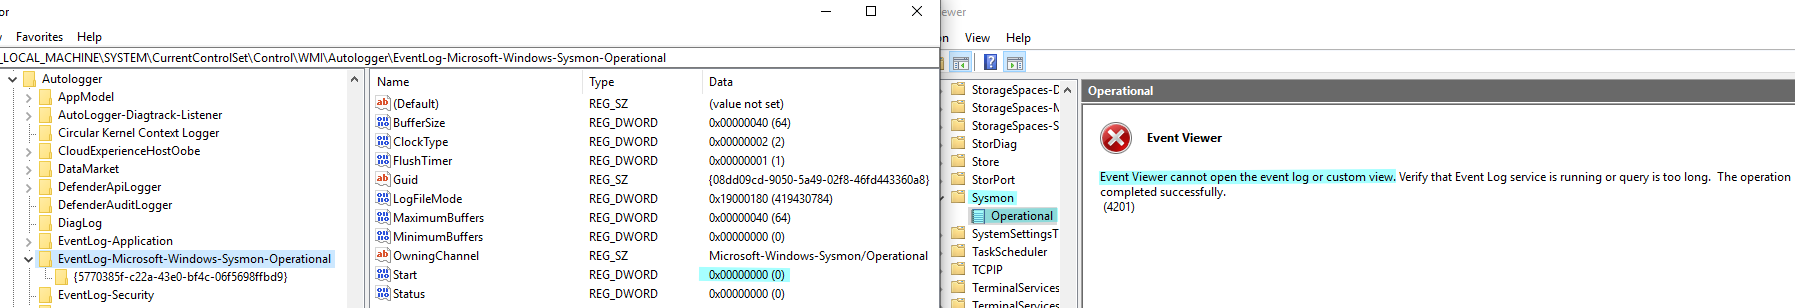 or
Favorites Help
_LOCAL_MACHINE\SYSTEM\CurrentControlSet\Control\WMI\Autologger\EventLog-Microsoft-Windows-Sysmon-Operational
Autologger
AppModel
AutoLogger-Diagtrack-Listener
Circular Kernel Context Logger
CloudExperienceHostOobe
DataMarket
DefenderApiLogger
DefenderAuditLogger
DiagLog
EventLog-Application
EventLog-Microsoft-Windows-Sysmon-Operational
{5770385f-c22a-43e0-bf4c-06f5698ffbd9}
EventLog-Security
Name Type Data
(Default) REG_SZ (value not set)
BufferSize REG_DWORD 0x00000040 (64)
ClockType REG_DWORD 0x00000002 (2)
FlushTimer REG_DWORD 0x00000001 (1)
Guid REG_SZ {08dd09cd-9050-5a49-02f8-46fd443360a8}
LogFileMode REG_DWORD 0x19000180 (419430784)
MaximumBuffers REG_DWORD 0x00000040 (64)
MinimumBuffers REG_DWORD 0x00000000 (0)
OwningChannel REG_SZ Microsoft-Windows-Sysmon/Operational
Start REG_DWORD 0x00000000 (0)
Status REG_DWORD 0x00000000 (0)
ewer
on View Help
StorageSpaces-D
StorageSpaces-M
StorageSpaces-S
StorDiag
Store
StorPort
Sysmon
Operational
SystemSettingsT
TaskScheduler
TCPIP
TerminalServices
TerminalServices
Operational
Event Viewer
Event Viewer cannot open the event log or custom view. Verify that Event Log service is running or query is too long. The operation
completed successfully.
(4201)